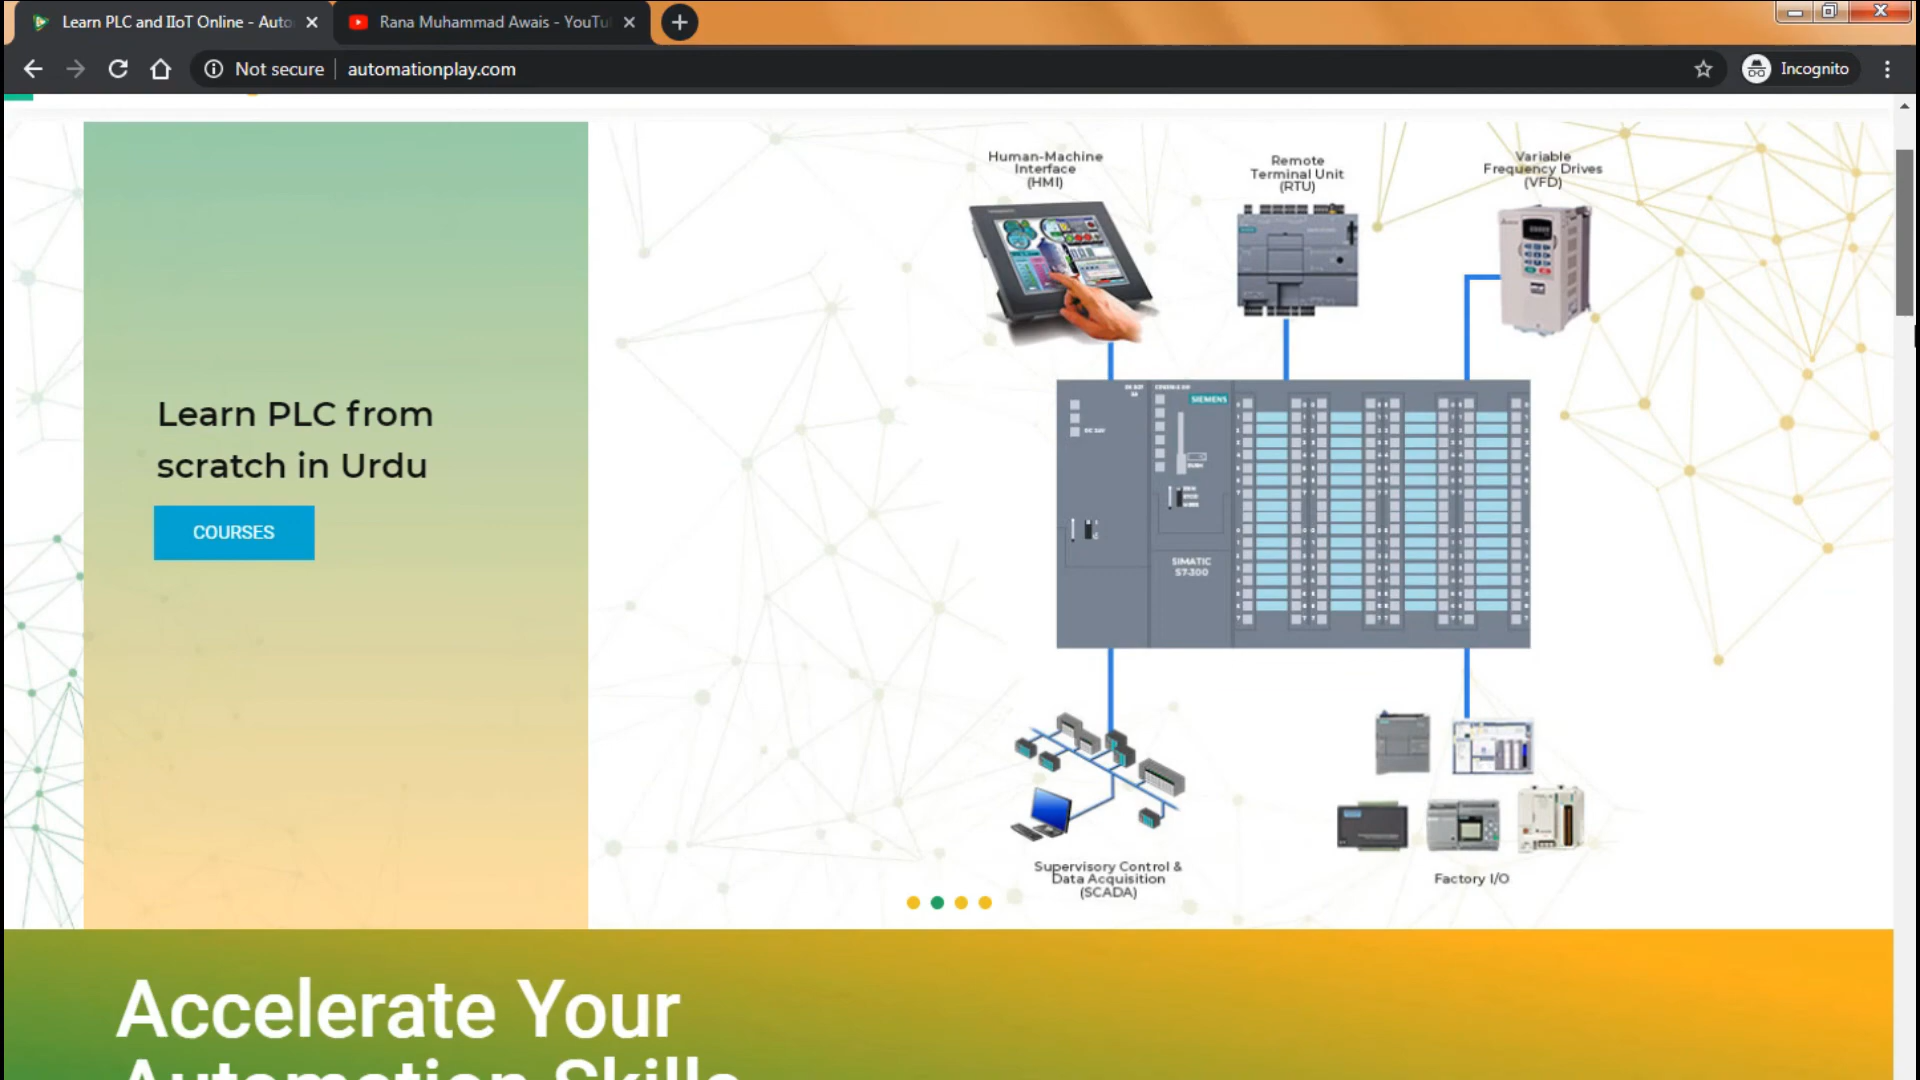 Learn PLC and IIoT Online - Auto
Rana Muhammad Awais - YouTu
Not secure
automationplay.com
Incognito
Human-Machine
Interface
(HMI)
Remote
Terminal Unit
(RTU)
Variable
Frequency Drives
(VFD)
Learn PLC from
scratch in Urdu
COURSES
SIEMENS
SIMATIC
S7-300
Supervisory Control &
Data Acquisition
(SCADA)
Factory I/O
Accelerate Your
Automation Skills